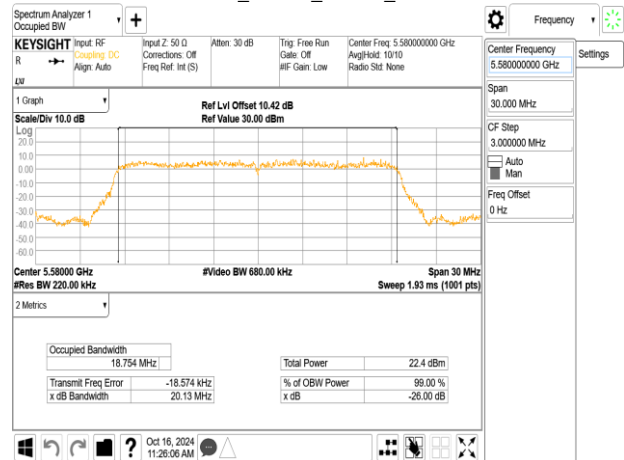 Spectrum Analyzer 1
Occupied BW
+
Frequency
KEYSIGHT
R
LXI
Input: RF
Coupling: DC
Align: Auto
Input Z: 50 Ω
Corrections: Off
Freq Ref: Int (S)
Atten: 30 dB
Trig: Free Run
Gate: Off
#IF Gain: Low
Center Freq: 5.580000000 GHz
Avg|Hold: 10/10
Radio Std: None
Center Frequency
5.580000000 GHz
Settings
Span
30.000 MHz
CF Step
3.000000 MHz
Auto
Man
Freq Offset
0 Hz
1 Graph
Scale/Div 10.0 dB
Ref Lvl Offset 10.42 dB
Ref Value 30.00 dBm
Log
20.0
10.0
0.00
-10.0
-20.0
-30.0
-40.0
-50.0
-60.0
Center 5.58000 GHz
#Res BW 220.00 kHz
#Video BW 680.00 kHz
Span 30 MHz
Sweep 1.93 ms (1001 pts)
2 Metrics
Occupied Bandwidth
18.754 MHz
Total Power 22.4 dBm
Transmit Freq Error -18.574 kHz
% of OBW Power 99.00 %
x dB Bandwidth 20.13 MHz
x dB -26.00 dB
?
Oct 16, 2024
11:26:06 AM